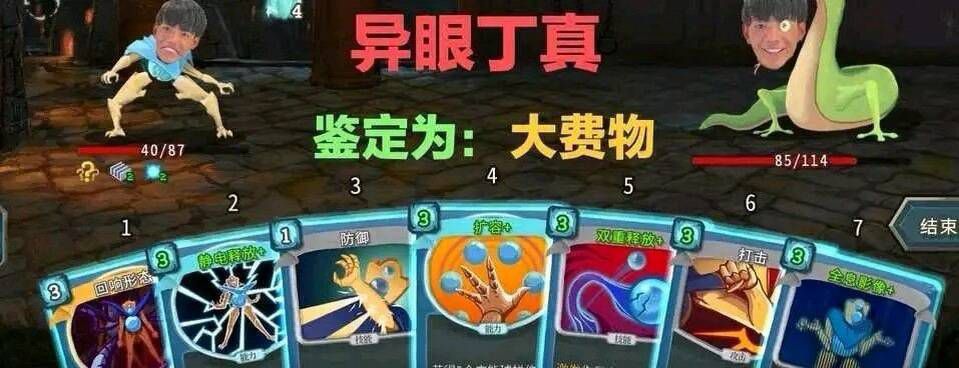 4
异眼丁真
鉴定为：大费物
40/87
85/114
2 2
1 2 3 4 5 6 7
结束
3 回响形态
3 静电释放+
能力
1 防御
技能
3 扩容+
能力
3 双重释放+
技能
3 打击
攻击
3 全息影像+